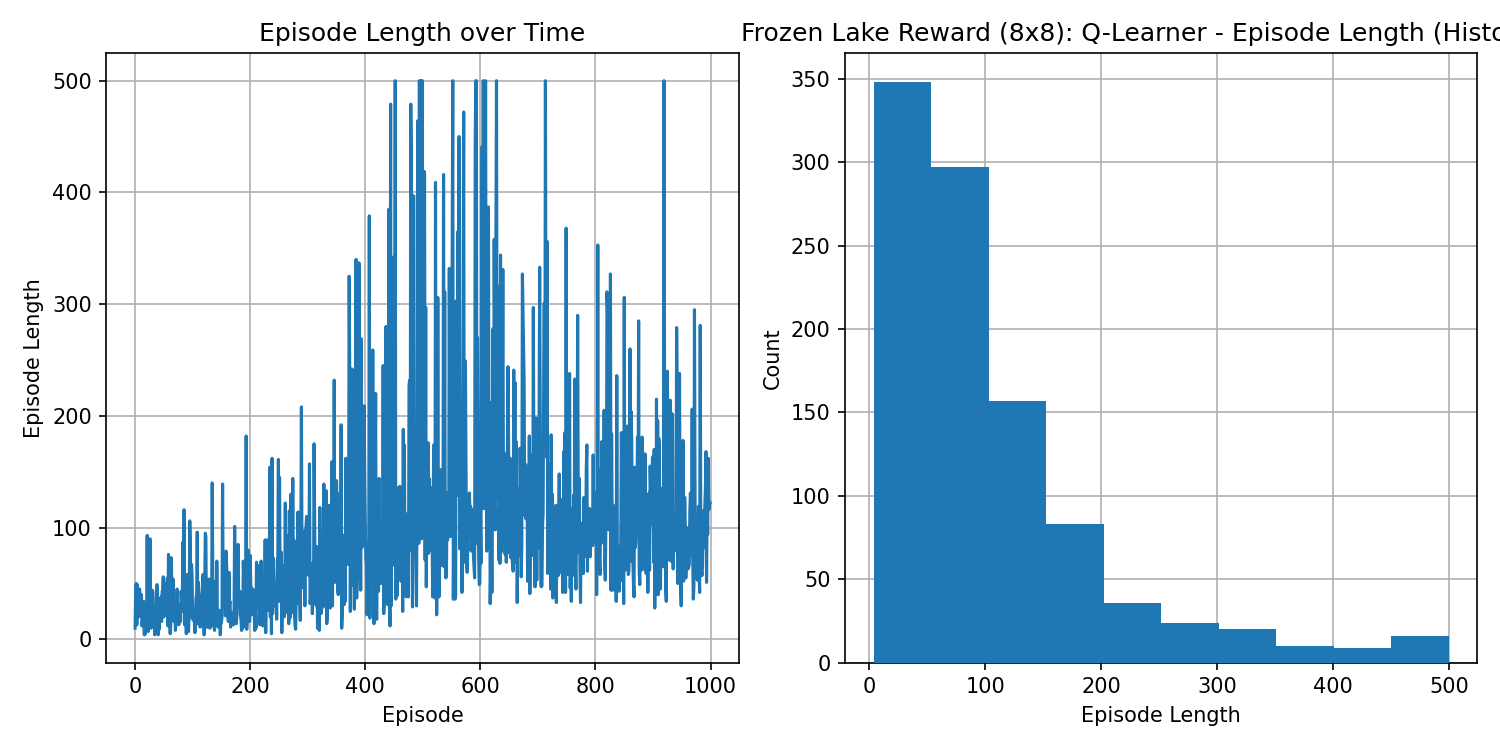 Episode Length over Time
500
400
300
200
100
0
Episode Length
0 200 400 600 800 1000
Episode
Frozen Lake Reward (8x8): Q-Learner - Episode Length (Histo
350
300
250
200
150
100
50
0
Count
0 100 200 300 400 500
Episode Length